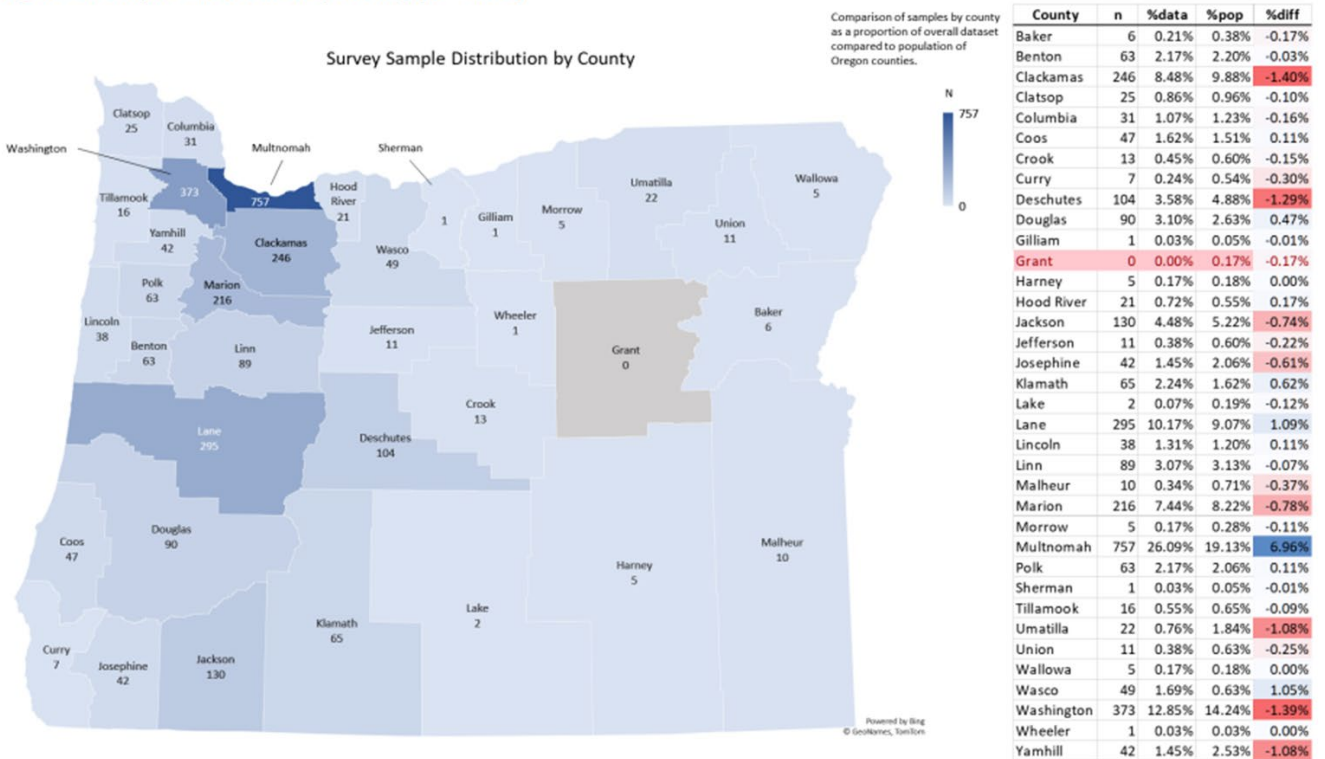 Survey Sample Distribution by County
Comparison of samples by county
as a proportion of overall dataset
compared to population of
Oregon counties.
N
757
0
Clatsop
25
Columbia
31
Washington
Multnomah
Sherman
373
757
Tillamook
16
Hood
River
21
1
Gilliam
1
Morrow
5
Umatilla
22
Wallowa
5
Union
11
Yamhill
42
Clackamas
246
Wasco
49
Polk
63
Marion
216
Baker
6
Wheeler
1
Lincoln
38
Jefferson
11
Benton
63
Linn
89
Grant
0
Crook
13
Lane
295
Deschutes
104
Douglas
90
Coos
47
Malheur
10
Harney
5
Lake
2
Klamath
65
Curry
7
Josephine
42
Jackson
130
Powered by Bing
© GeoNames, TomTom
County n %data %pop %diff
Baker 6 0.21% 0.38% -0.17%
Benton 63 2.17% 2.20% -0.03%
Clackamas 246 8.48% 9.88% -1.40%
Clatsop 25 0.86% 0.96% -0.10%
Columbia 31 1.07% 1.23% -0.16%
Coos 47 1.62% 1.51% 0.11%
Crook 13 0.45% 0.60% -0.15%
Curry 7 0.24% 0.54% -0.30%
Deschutes 104 3.58% 4.88% -1.29%
Douglas 90 3.10% 2.63% 0.47%
Gilliam 1 0.03% 0.05% -0.01%
Grant 0 0.00% 0.17% -0.17%
Harney 5 0.17% 0.18% 0.00%
Hood River 21 0.72% 0.55% 0.17%
Jackson 130 4.48% 5.22% -0.74%
Jefferson 11 0.38% 0.60% -0.22%
Josephine 42 1.45% 2.06% -0.61%
Klamath 65 2.24% 1.62% 0.62%
Lake 2 0.07% 0.19% -0.12%
Lane 295 10.17% 9.07% 1.09%
Lincoln 38 1.31% 1.20% 0.11%
Linn 89 3.07% 3.13% -0.07%
Malheur 10 0.34% 0.71% -0.37%
Marion 216 7.44% 8.22% -0.78%
Morrow 5 0.17% 0.28% -0.11%
Multnomah 757 26.09% 19.13% 6.96%
Polk 63 2.17% 2.06% 0.11%
Sherman 1 0.03% 0.05% -0.01%
Tillamook 16 0.55% 0.65% -0.09%
Umatilla 22 0.76% 1.84% -1.08%
Union 11 0.38% 0.63% -0.25%
Wallowa 5 0.17% 0.18% 0.00%
Wasco 49 1.69% 0.63% 1.05%
Washington 373 12.85% 14.24% -1.39%
Wheeler 1 0.03% 0.03% 0.00%
Yamhill 42 1.45% 2.53% -1.08%